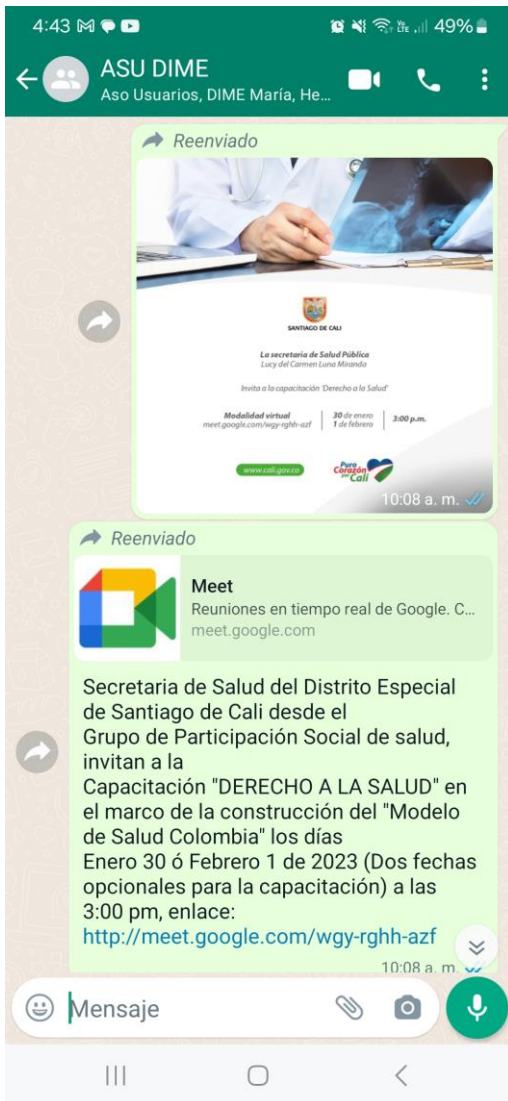 4:43
49%
ASU DIME
Aso Usuarios, DIME María, He...
Reenviado
SANTIAGO DE CALI
La secretaria de Salud Pública
Lucy del Carmen Luna Miranda
Invita a la capacitación 'Derecho a la Salud'
Modalidad virtual
meet.google.com/wgy-rghh-azf
30 de enero
1 de febrero
3:00 p.m.
www.cali.gov.co
Puro
Corazón
por Cali
10:08 a. m.
Reenviado
Meet
Reuniones en tiempo real de Google. C...
meet.google.com
Secretaria de Salud del Distrito Especial
de Santiago de Cali desde el
Grupo de Participación Social de salud,
invitan a la
Capacitación "DERECHO A LA SALUD" en
el marco de la construcción del "Modelo
de Salud Colombia" los días
Enero 30 ó Febrero 1 de 2023 (Dos fechas
opcionales para la capacitación) a las
3:00 pm, enlace:
http://meet.google.com/wgy-rghh-azf
10:08 a. m.
Mensaje